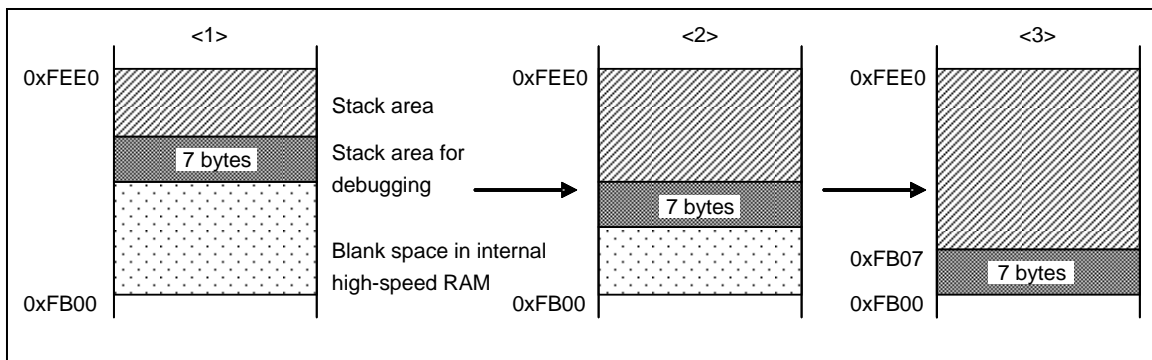 <1>
<2>
<3>
0xFEE0
0xFEE0
0xFEE0
Stack area
7 bytes
Stack area for
debugging
7 bytes
Blank space in internal
high-speed RAM
0xFB07
7 bytes
0xFB00
0xFB00
0xFB00